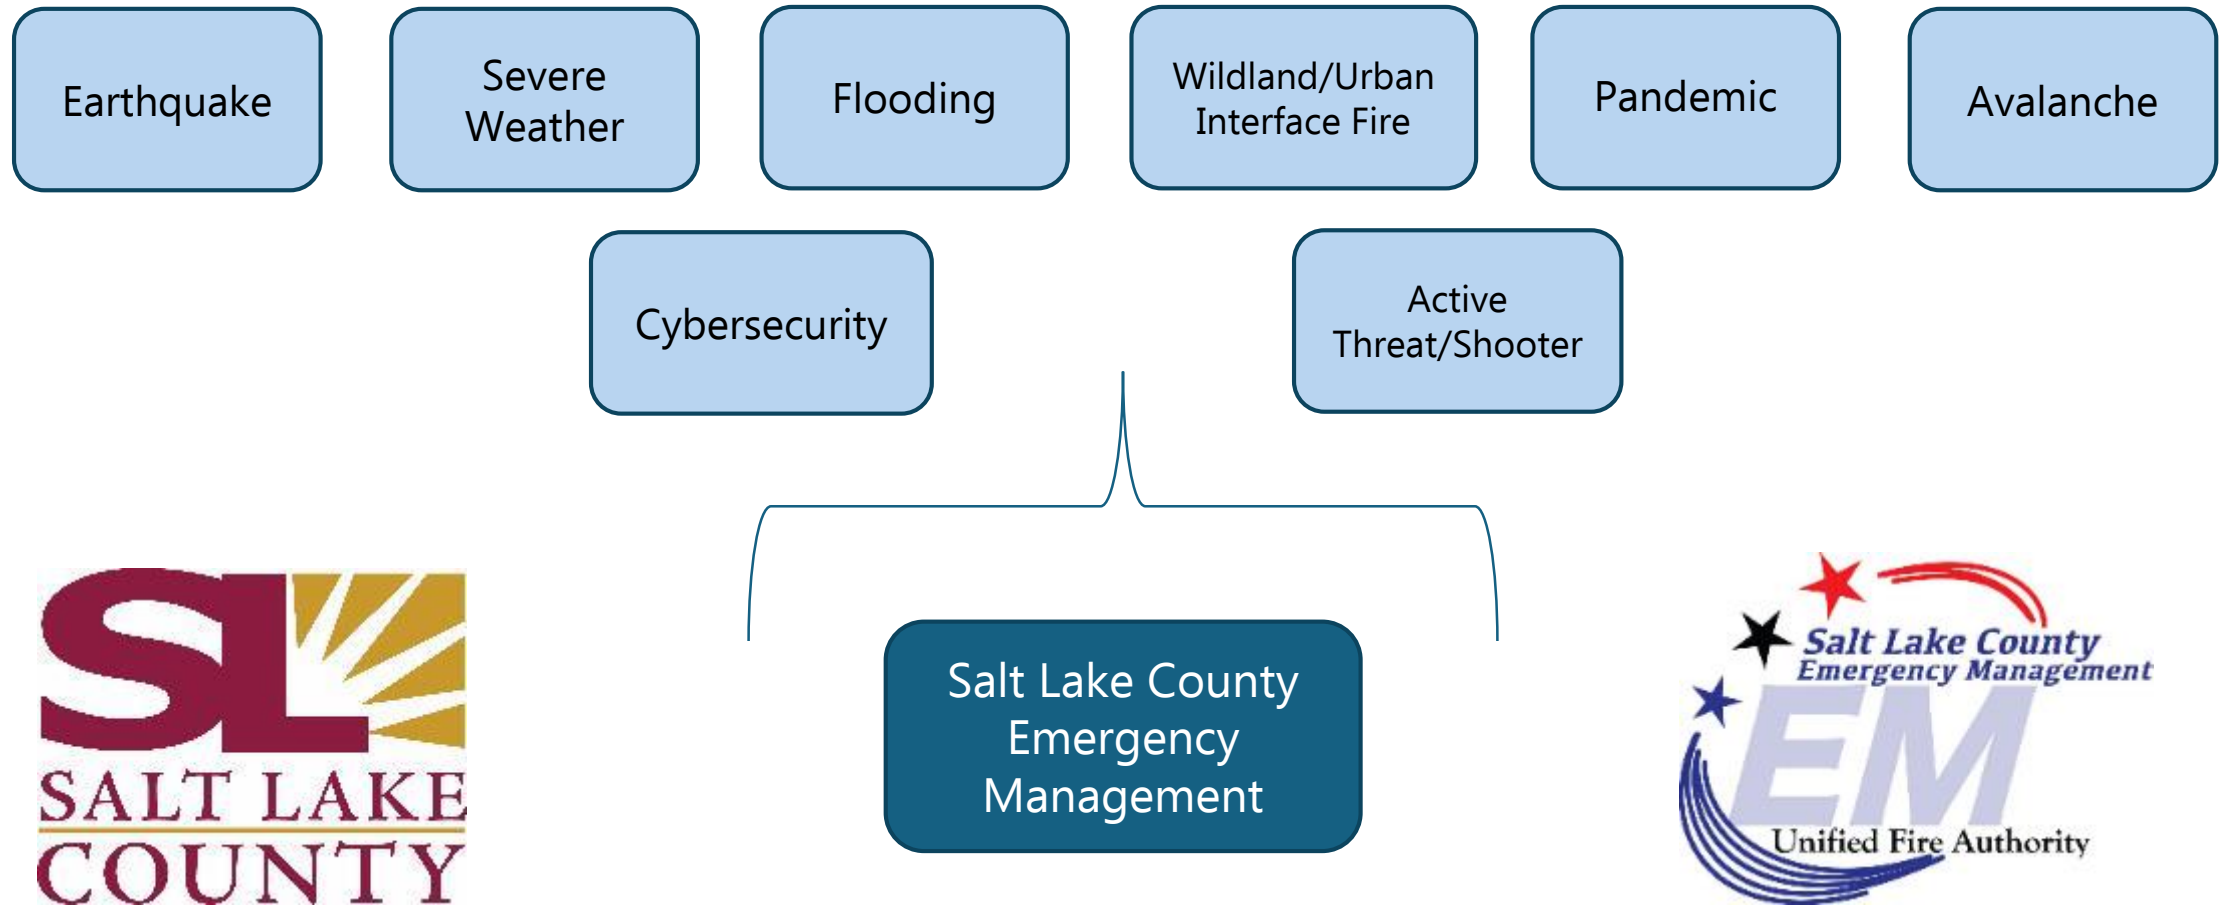 Earthquake
Severe
Weather
Flooding
Wildland/Urban
Interface Fire
Pandemic
Avalanche
Cybersecurity
Active
Threat/Shooter
Salt Lake County
Emergency
Management
SL
SALT LAKE
COUNTY
Salt Lake County
Emergency Management
EM
Unified Fire Authority